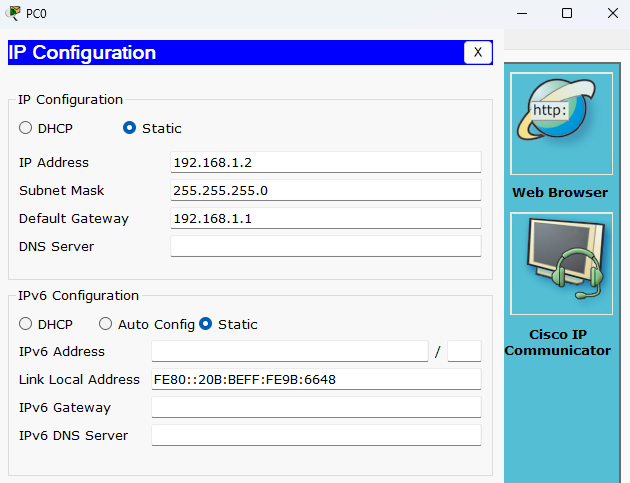 PC0
IP Configuration
X
IP Configuration
DHCP
Static
IP Address
192.168.1.2
Subnet Mask
255.255.255.0
Default Gateway
192.168.1.1
DNS Server
IPv6 Configuration
DHCP
Auto Config
Static
IPv6 Address
/
Link Local Address
FE80::20B:BEFF:FE9B:6648
IPv6 Gateway
IPv6 DNS Server
http:
Web Browser
Cisco IP
Communicator